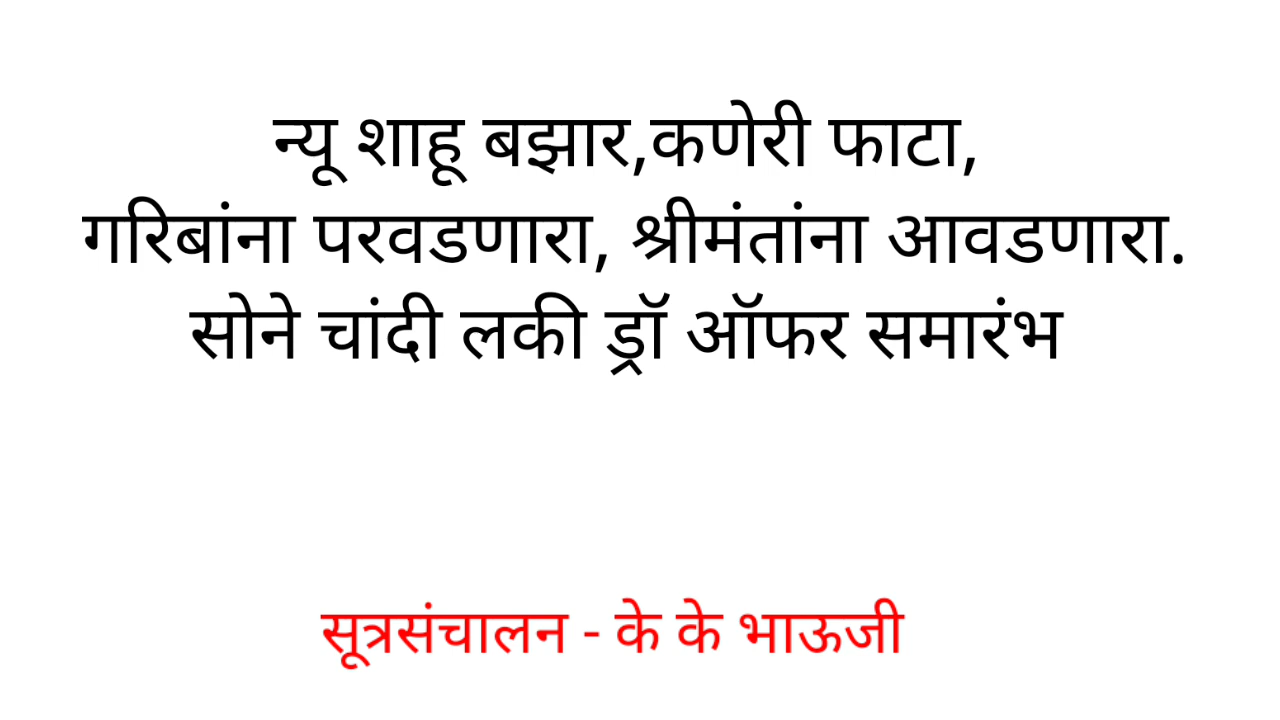 न्यू शाहू बझार,कणेरी फाटा,
गरिबांना परवडणारा, श्रीमंतांना आवडणारा.
सोने चांदी लकी ड्रॉ ऑफर समारंभ
सूत्रसंचालन - के के भाऊजी